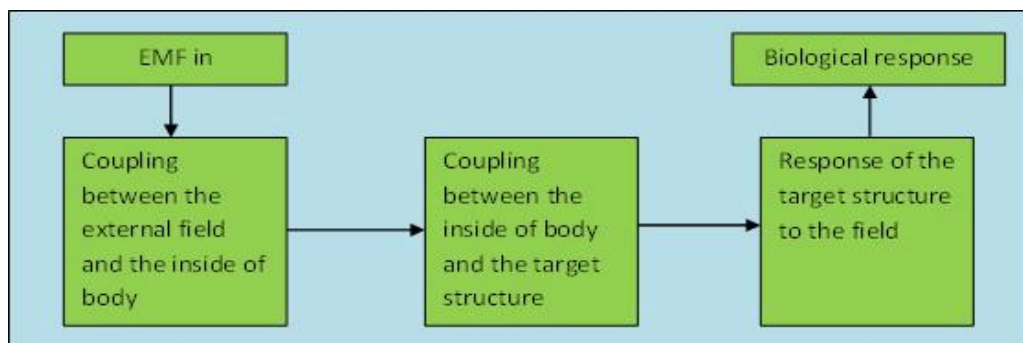 EMF in
Coupling
between the
external field
and the inside of
body
Coupling
between the
inside of body
and the target
structure
Response of the
target structure
to the field
Biological response